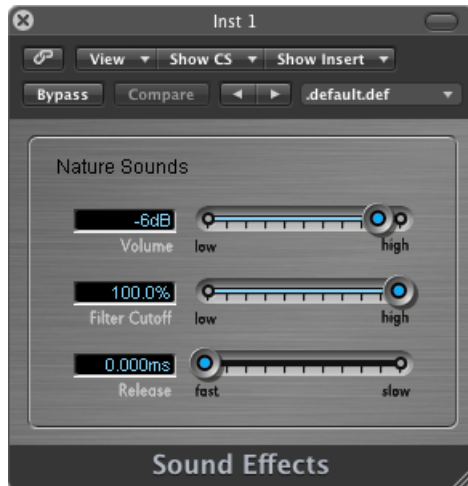 Inst 1
View Show CS Show Insert
Bypass Compare .default.def
Nature Sounds
-6dB
Volume low high
100.0%
Filter Cutoff low high
0.000ms
Release fast slow
Sound Effects